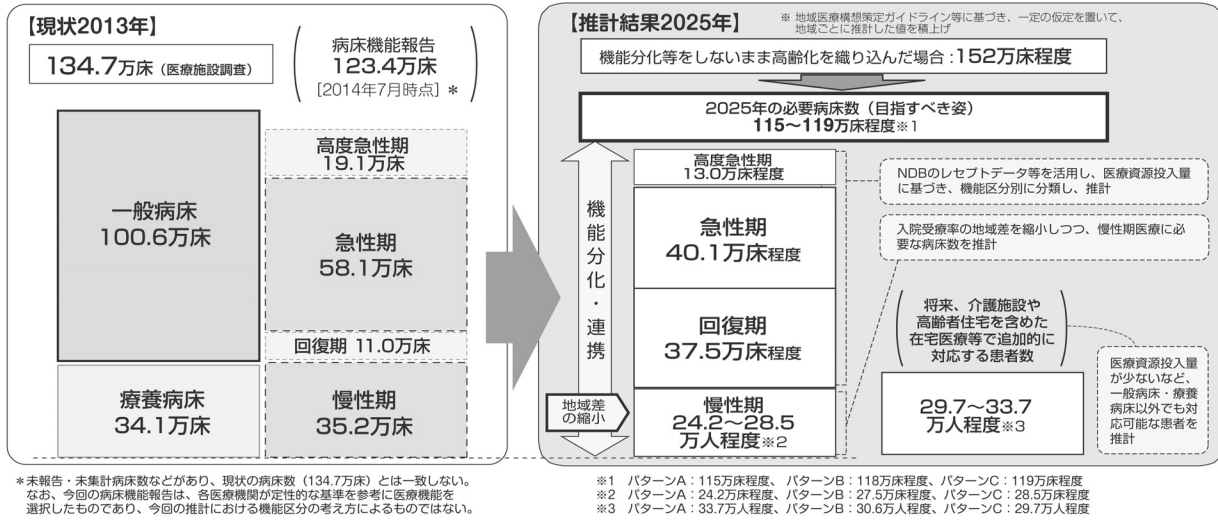 【現状2013年】
134.7万床（医療施設調査）
病床機能報告
123.4万床
［2014年7月時点］＊
一般病床
100.6万床
療養病床
34.1万床
高度急性期
19.1万床
急性期
58.1万床
回復期 11.0万床
慢性期
35.2万床
＊未報告・未集計病床数などがあり、現状の病床数（134.7万床）とは一致しない。
なお、今回の病床機能報告は、各医療機関が定性的な基準を参考に医療機能を
選択したものであり、今回の推計における機能区分の考え方によるものではない。
【推計結果2025年】
※ 地域医療構想策定ガイドライン等に基づき、一定の仮定を置いて、
地域ごとに推計した値を積上げ
機能分化等をしないまま高齢化を織り込んだ場合：152万床程度
2025年の必要病床数（目指すべき姿）
115〜119万床程度※1
機能分化・連携
地域差
の縮小
高度急性期
13.0万床程度
急性期
40.1万床程度
回復期
37.5万床程度
慢性期
24.2〜28.5
万人程度※2
NDBのレセプトデータ等を活用し、医療資源投入量
に基づき、機能区分別に分類し、推計
入院受療率の地域差を縮小しつつ、慢性期医療に必
要な病床数を推計
将来、介護施設や
高齢者住宅を含めた
在宅医療等で追加的に
対応する患者数
29.7〜33.7
万人程度※3
医療資源投入量
が少ないなど、
一般病床・療養
病床以外でも対
応可能な患者を
推計
※1 パターンA：115万床程度、パターンB：118万床程度、パターンC：119万床程度
※2 パターンA：24.2万床程度、パターンB：27.5万床程度、パターンC：28.5万床程度
※3 パターンA：33.7万人程度、パターンB：30.6万人程度、パターンC：29.7万人程度